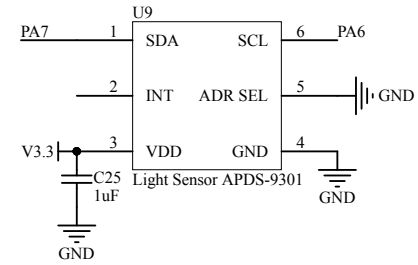 U9
PA7 1 SDA SCL 6 PA6
2 INT ADR SEL 5 GND
V3.3 3 VDD GND 4
C25
1uF
Light Sensor APDS-9301
GND
GND